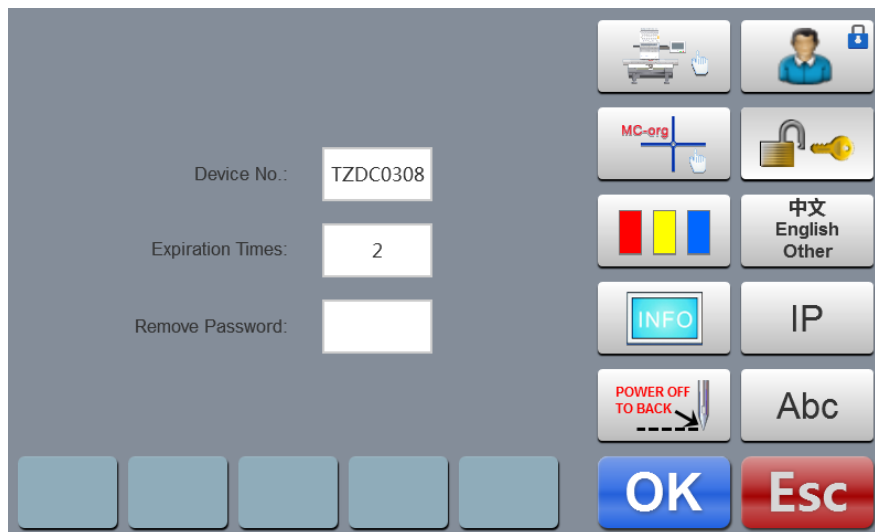 Device No.:
TZDC0308
Expiration Times:
2
Remove Password:
MC-org
中文
English
Other
INFO
IP
POWER OFF
TO BACK
Abc
OK
Esc